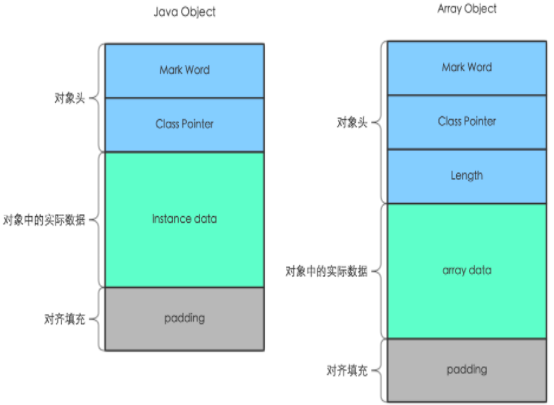 Java Object
对象头
Mark Word
Class Pointer
对象中的实际数据
Instance data
对齐填充
padding
Array Object
对象头
Mark Word
Class Pointer
Length
对象中的实际数据
array data
对齐填充
padding